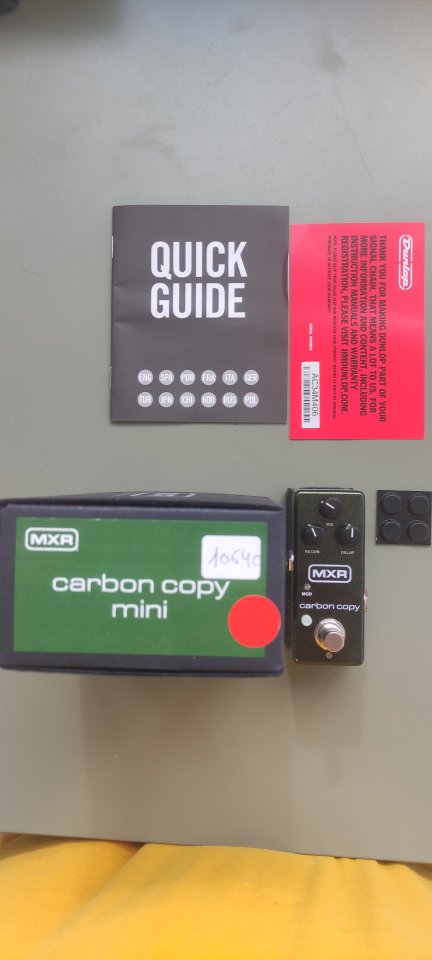 QUICK
GUIDE
ENG SPA POR FRA ITA GER
TUR JPN CHI KOR RUS POL
Dunlop
THANK YOU FOR MAKING DUNLOP PART OF YOUR
SIGNAL CHAIN. THAT MEANS A LOT TO US. FOR
MORE INFORMATION AND CONTENT, INCLUDING
INSTRUCTION MANUALS AND WARRANTY
REGISTRATION, PLEASE VISIT JIMDUNLOP.COM.
SERIAL NUMBER
AC34M406
MXR
10640
carbon copy
mini
MIX
REGEN DELAY
MXR
MOD
carbon copy